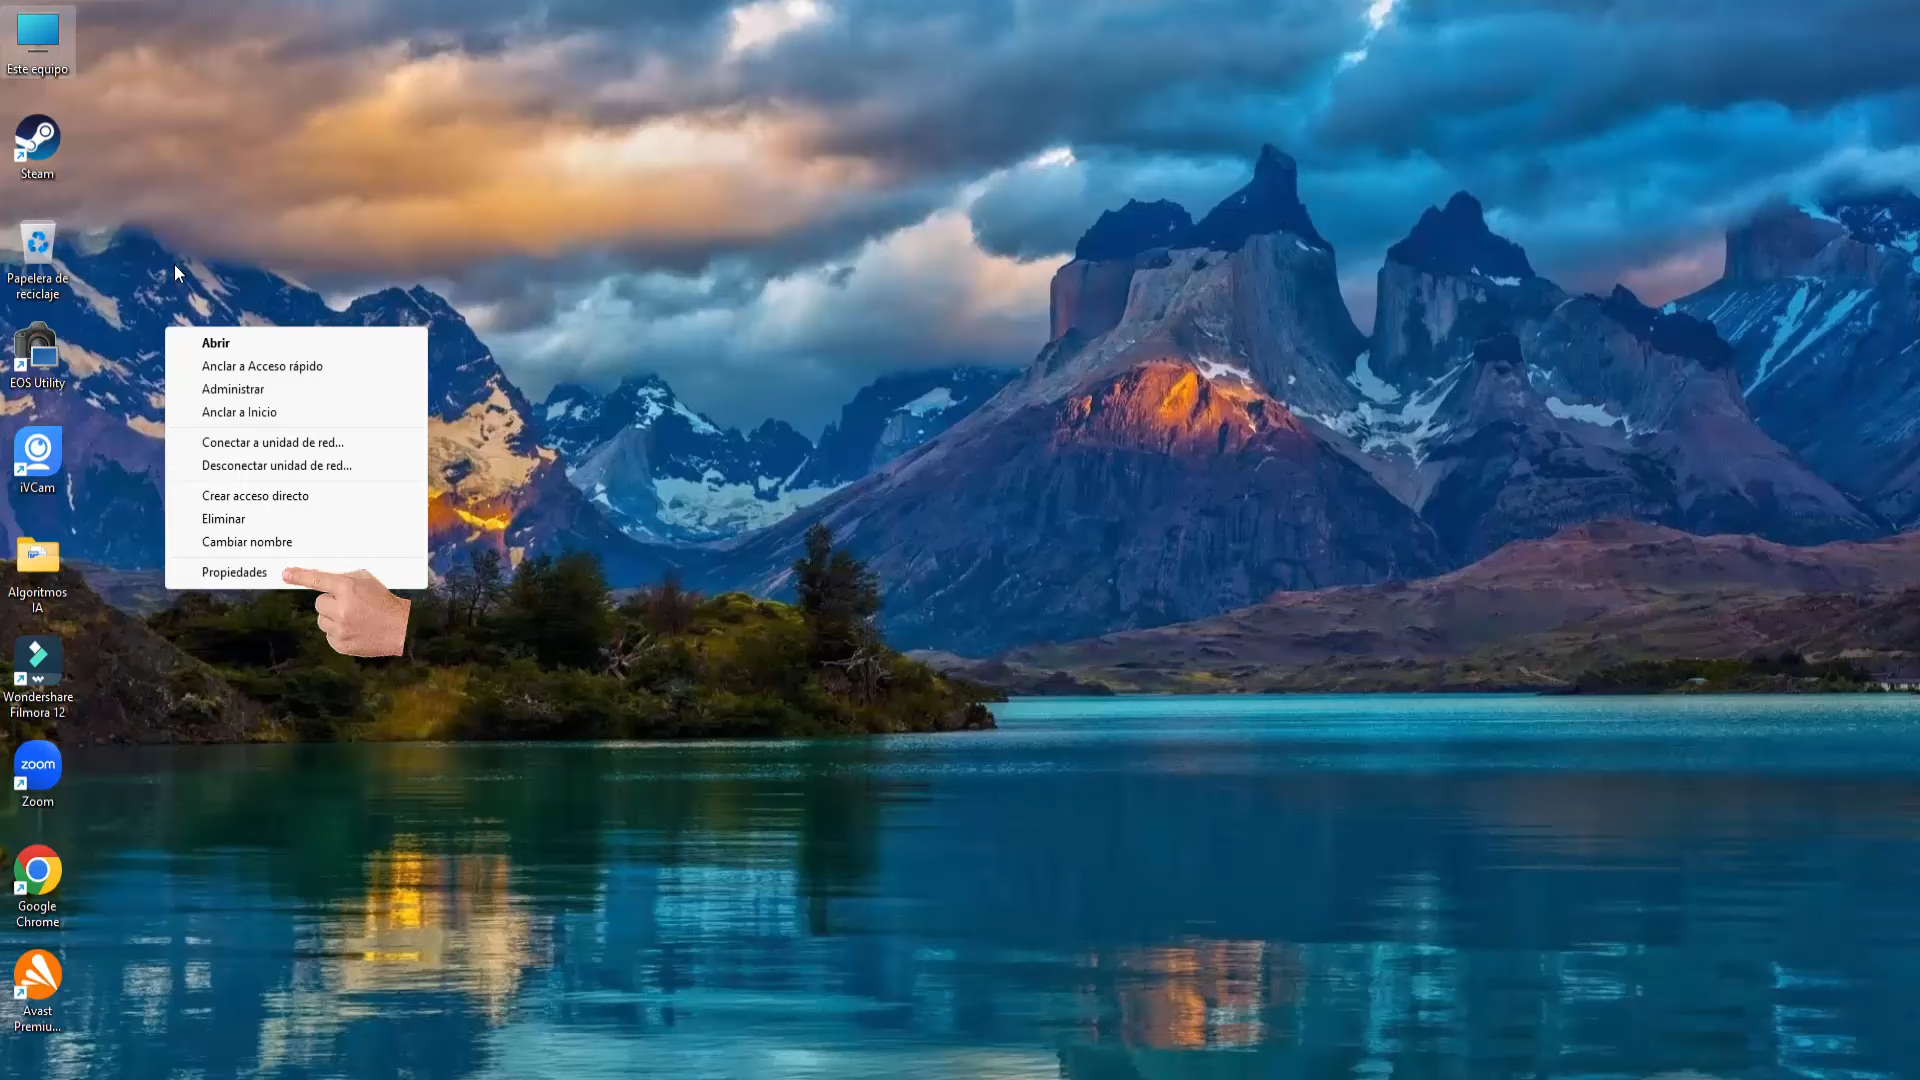 Este equipo
Steam
Papelera de
reciclaje
EOS Utility
iVCam
Algoritmos
IA
Wondershare
Filmora 12
zoom
Zoom
Google
Chrome
Avast
Premiu...
Abrir
Anclar a Acceso rápido
Administrar
Anclar a Inicio
Conectar a unidad de red...
Desconectar unidad de red...
Crear acceso directo
Eliminar
Cambiar nombre
Propiedades